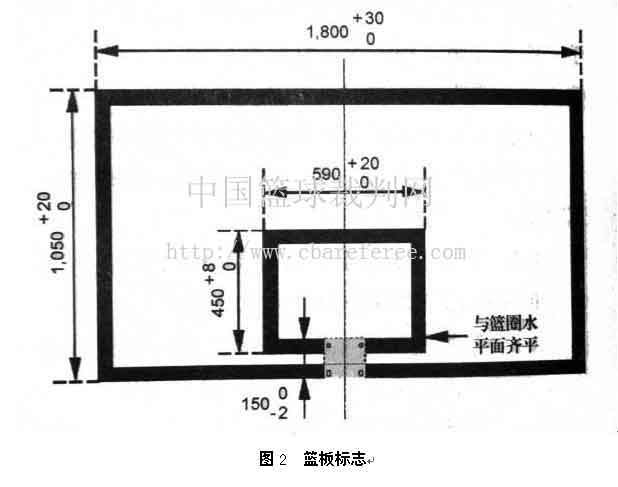 1,800 +30 0
590 +20 0
中国篮球裁判网
1,050 +20 0
http://www.cbareferee.com
450 +8 0
与篮圈水
平面齐平
150 0 -2
图 2 篮板标志